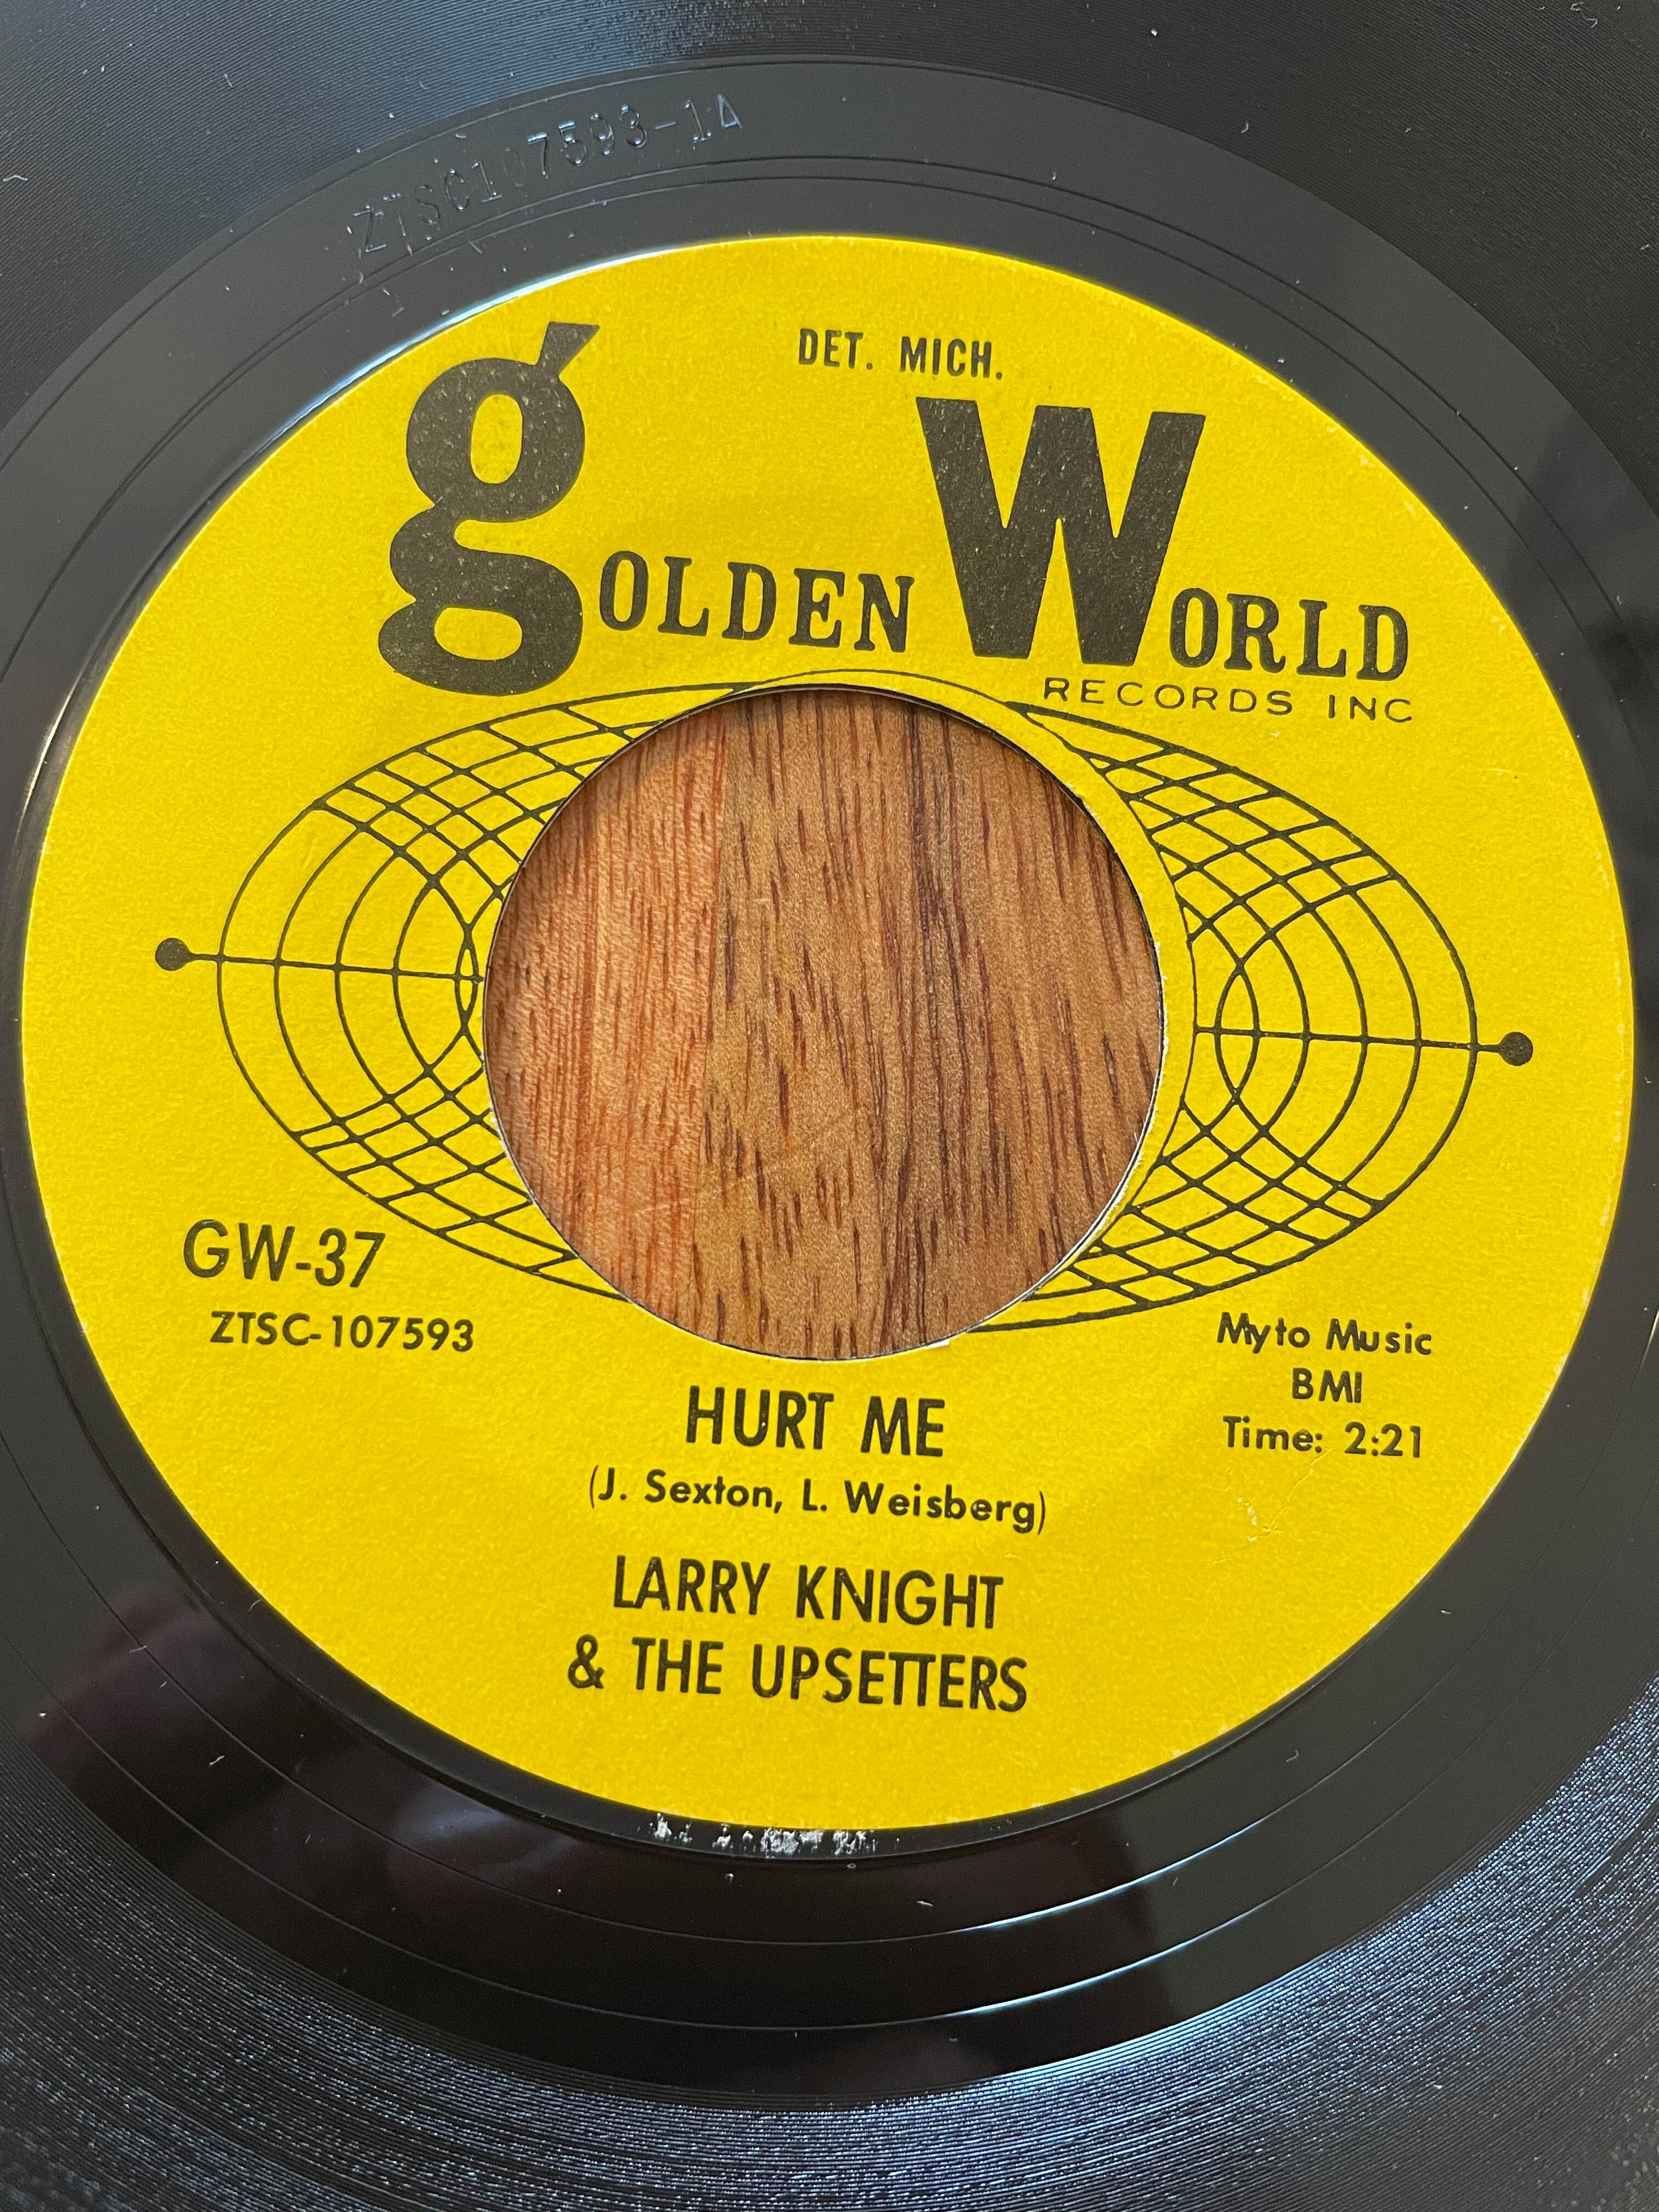 ZTSC107593-1A
DET. MICH.
gOLDEN WORLD
RECORDS INC
GW-37
ZTSC-107593
Myto Music
BMI
Time: 2:21
HURT ME
(J. Sexton, L. Weisberg)
LARRY KNIGHT
& THE UPSETTERS